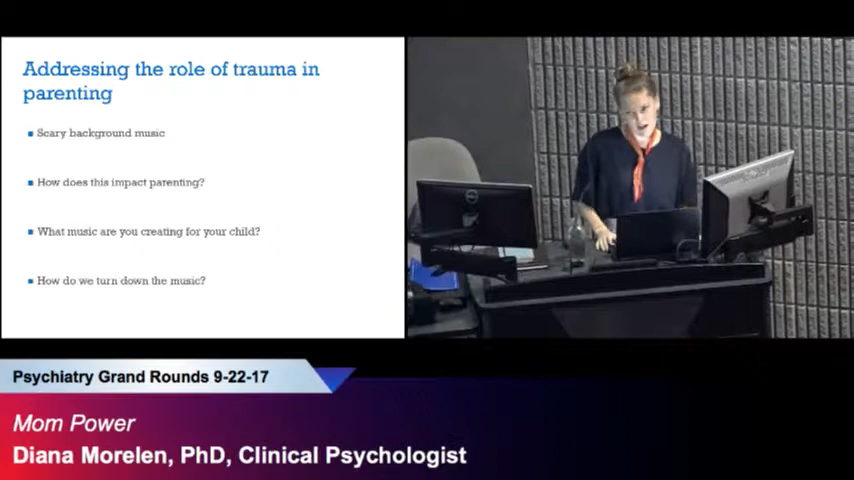 Addressing the role of trauma in
parenting
Scary background music
How does this impact parenting?
What music are you creating for your child?
How do we turn down the music?
Psychiatry Grand Rounds 9-22-17
Mom Power
Diana Morelen, PhD, Clinical Psychologist